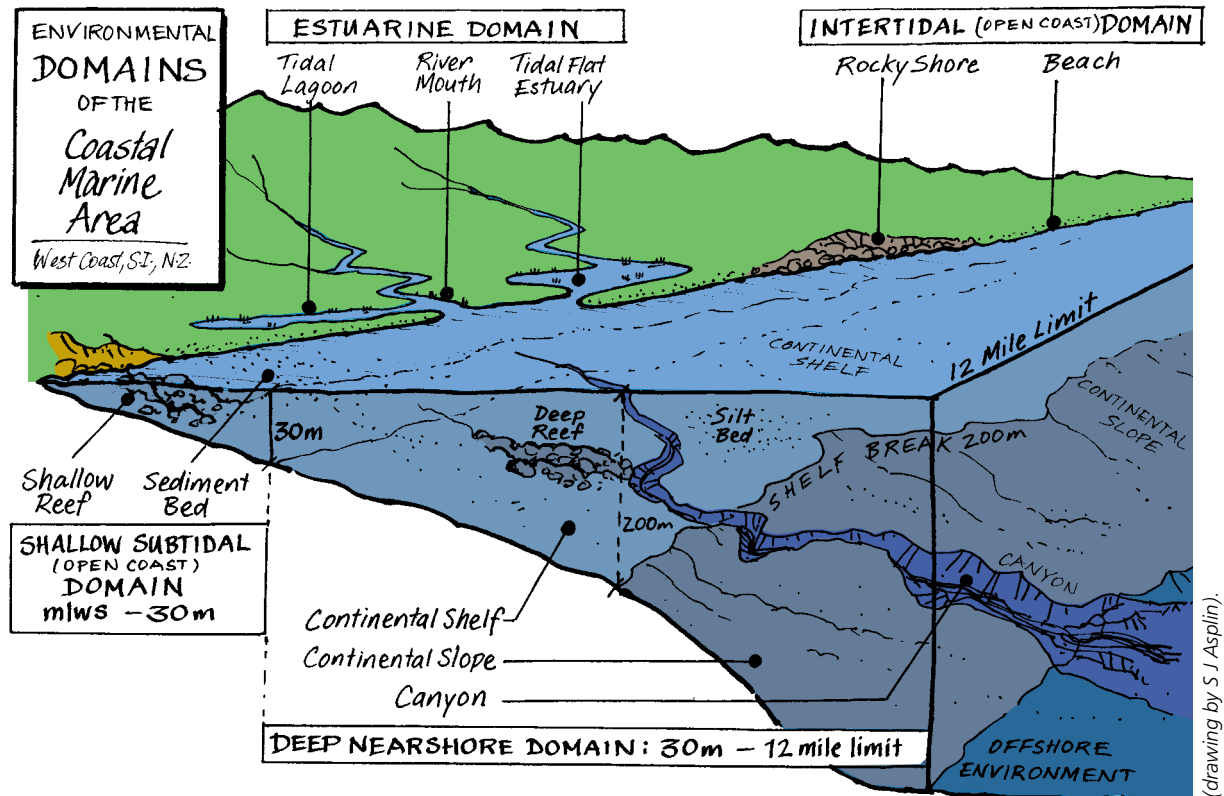 ENVIRONMENTAL
DOMAINS
OF THE
Coastal
Marine
Area
West Coast, S.I., N.Z.
ESTUARINE DOMAIN
Tidal
Lagoon
River
Mouth
Tidal Flat
Estuary
INTERTIDAL (OPEN COAST) DOMAIN
Rocky Shore
Beach
CONTINENTAL
SHELF
12 Mile Limit
CONTINENTAL
SLOPE
30m
Deep
Reef
Silt
Bed
SHELF BREAK 200m
200m
CANYON
Shallow
Reef
Sediment
Bed
SHALLOW SUBTIDAL
(OPEN COAST)
DOMAIN
mlws - 30m
Continental Shelf
Continental Slope
Canyon
DEEP NEARSHORE DOMAIN: 30m - 12 mile limit
OFFSHORE
ENVIRONMENT
(drawing by S J Asplin).